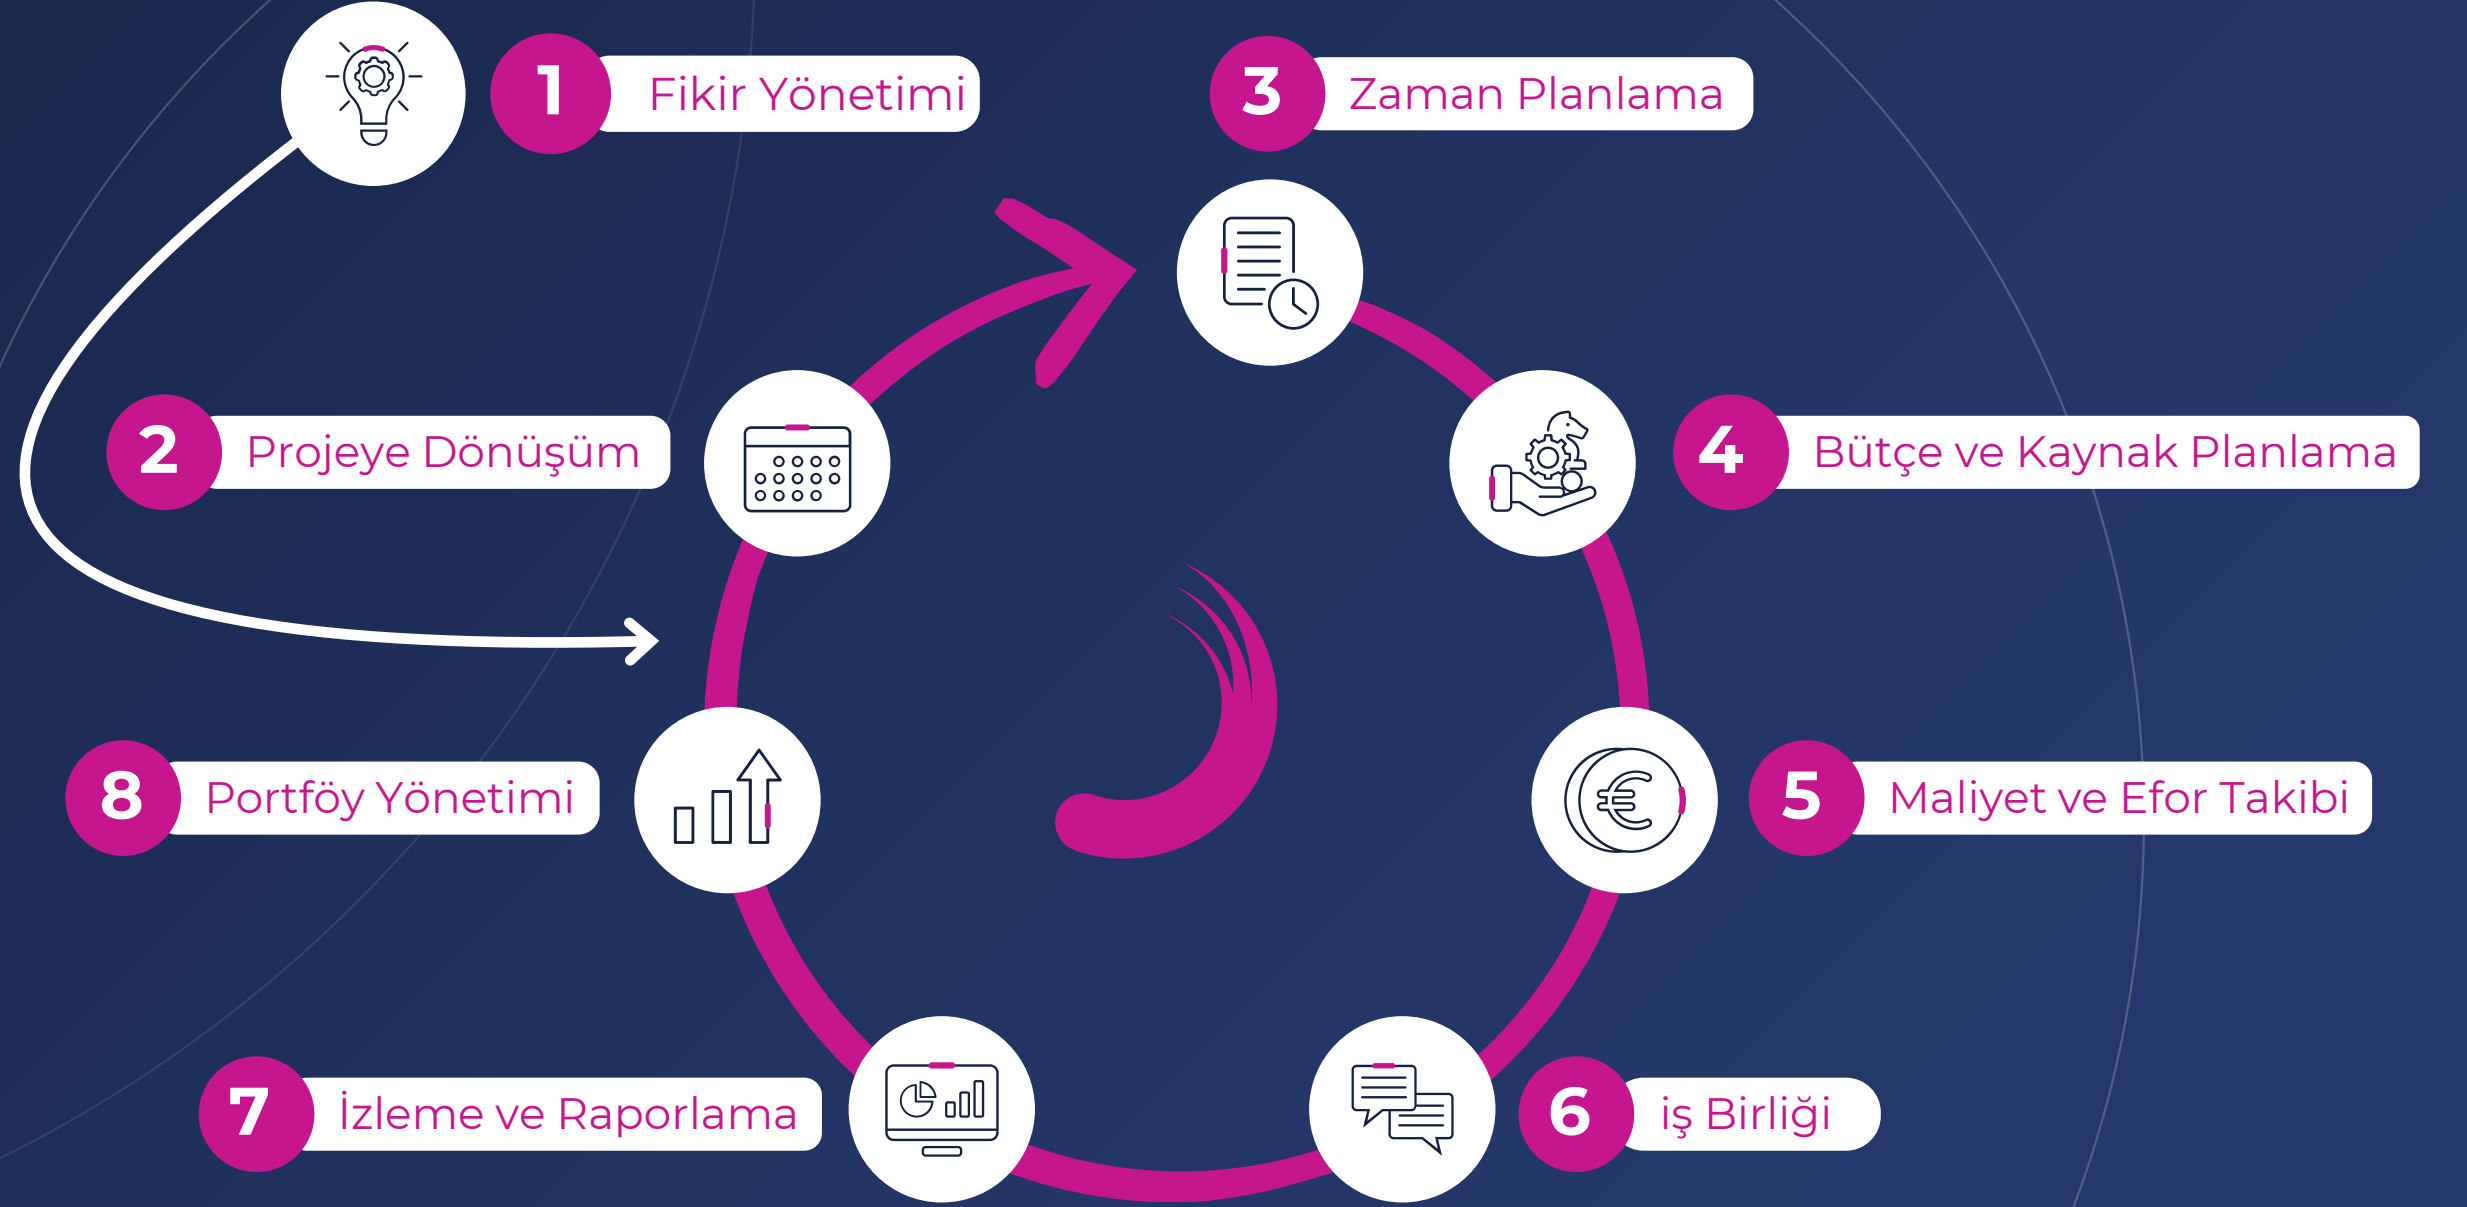 1 Fikir Yönetimi
2 Projeye Dönüşüm
3 Zaman Planlama
4 Bütçe ve Kaynak Planlama
5 Maliyet ve Efor Takibi
6 iş Birliği
7 İzleme ve Raporlama
8 Portföy Yönetimi